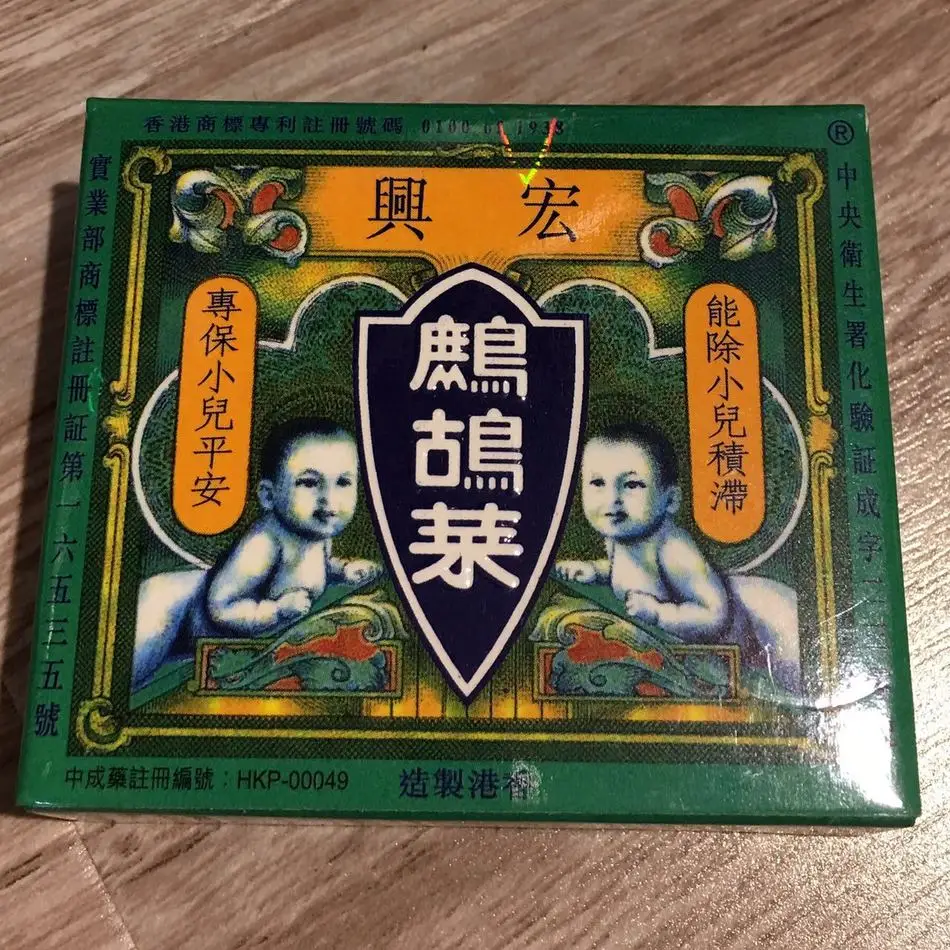 香港商標專利註冊號碼 0100 1938
®
宏興
中央衛生署化驗証成字一二
實業部商標註冊証第一六五三五號
能除小兒積滯
鷓鴣菜
專保小兒平安
香港製造
中成藥註冊編號：HKP-00049